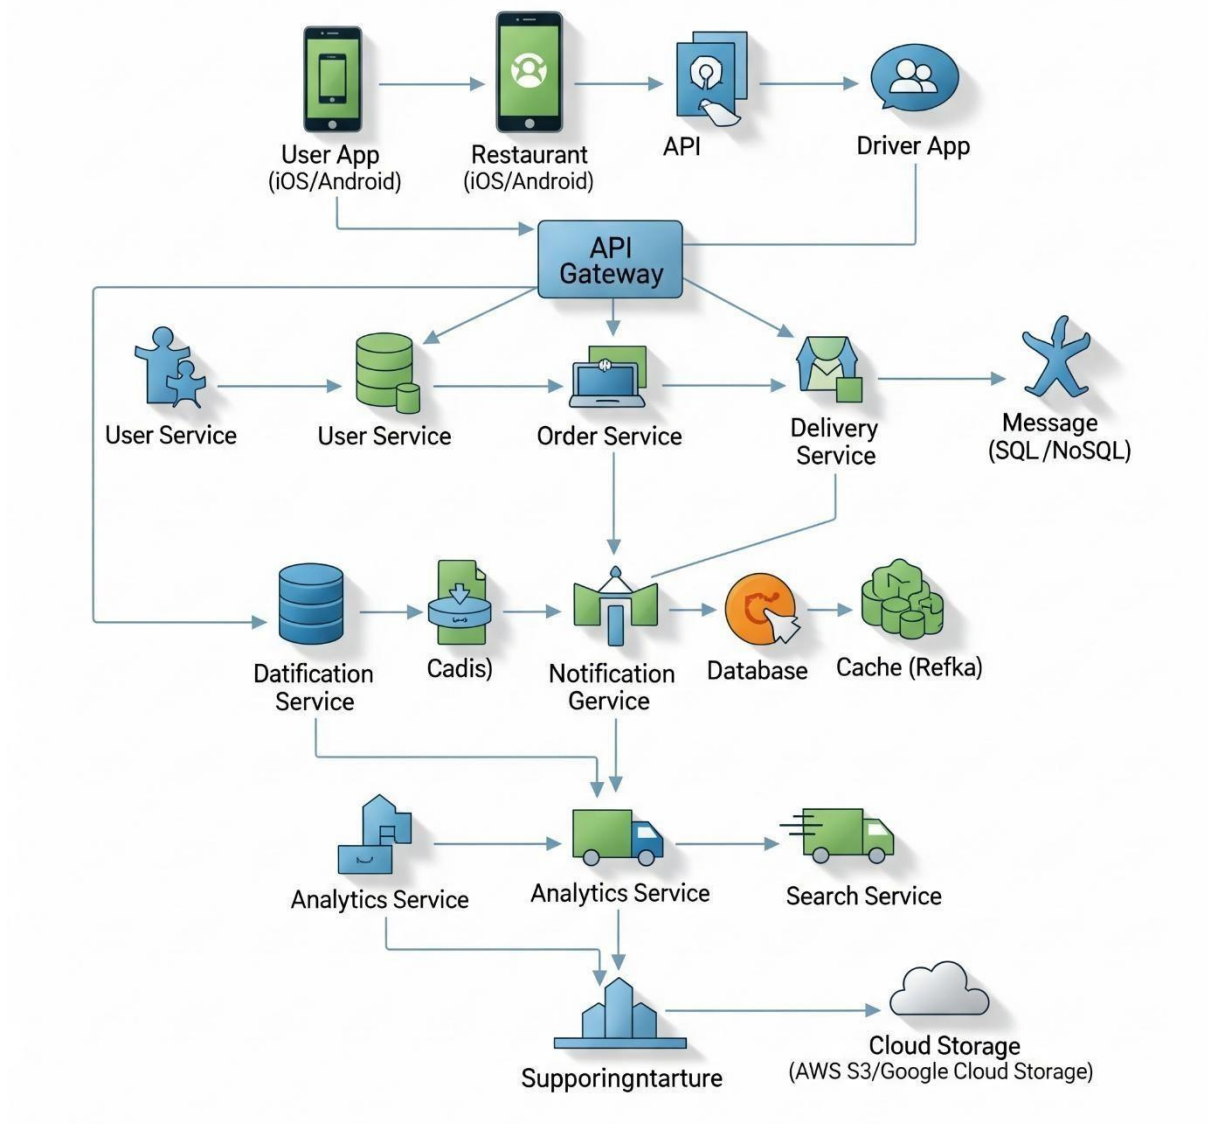 User App
(iOS/Android)
Restaurant
(iOS/Android)
API
Driver App
API
Gateway
User Service
User Service
Order Service
Delivery
Service
Message
(SQL/NoSQL)
Datification
Service
Cadis)
Notification
Gervice
Database
Cache (Refka)
Analytics Service
Analytics Service
Search Service
Supporingntarture
Cloud Storage
(AWS S3/Google Cloud Storage)